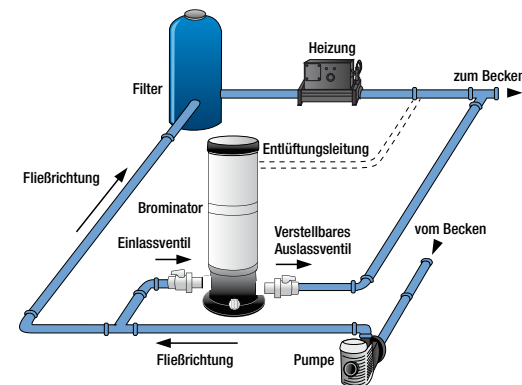 Heizung
zum Becken
Filter
Entlüftungsleitung
Fließrichtung
Brominator
Einlassventil
Verstellbares
Auslassventil
vom Becken
Fließrichtung
Pumpe